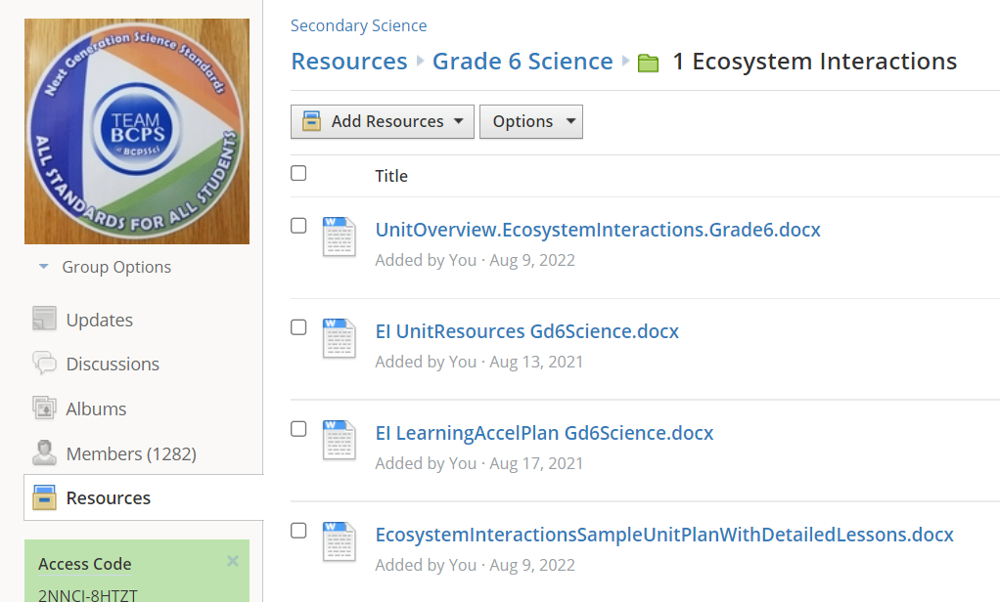 Next Generation Science Standards
TEAM
BCPS
@ BCPSSci
ALL STANDARDS FOR ALL STUDENTS
Group Options
Updates
Discussions
Albums
Members (1282)
Resources
Access Code
2NNCJ-8HTZT
Secondary Science
Resources Grade 6 Science 1 Ecosystem Interactions
Add Resources Options
Title
UnitOverview.EcosystemInteractions.Grade6.docx
Added by You · Aug 9, 2022
EI UnitResources Gd6Science.docx
Added by You · Aug 13, 2021
EI LearningAccelPlan Gd6Science.docx
Added by You · Aug 17, 2021
EcosystemInteractionsSampleUnitPlanWithDetailedLessons.docx
Added by You · Aug 9, 2022